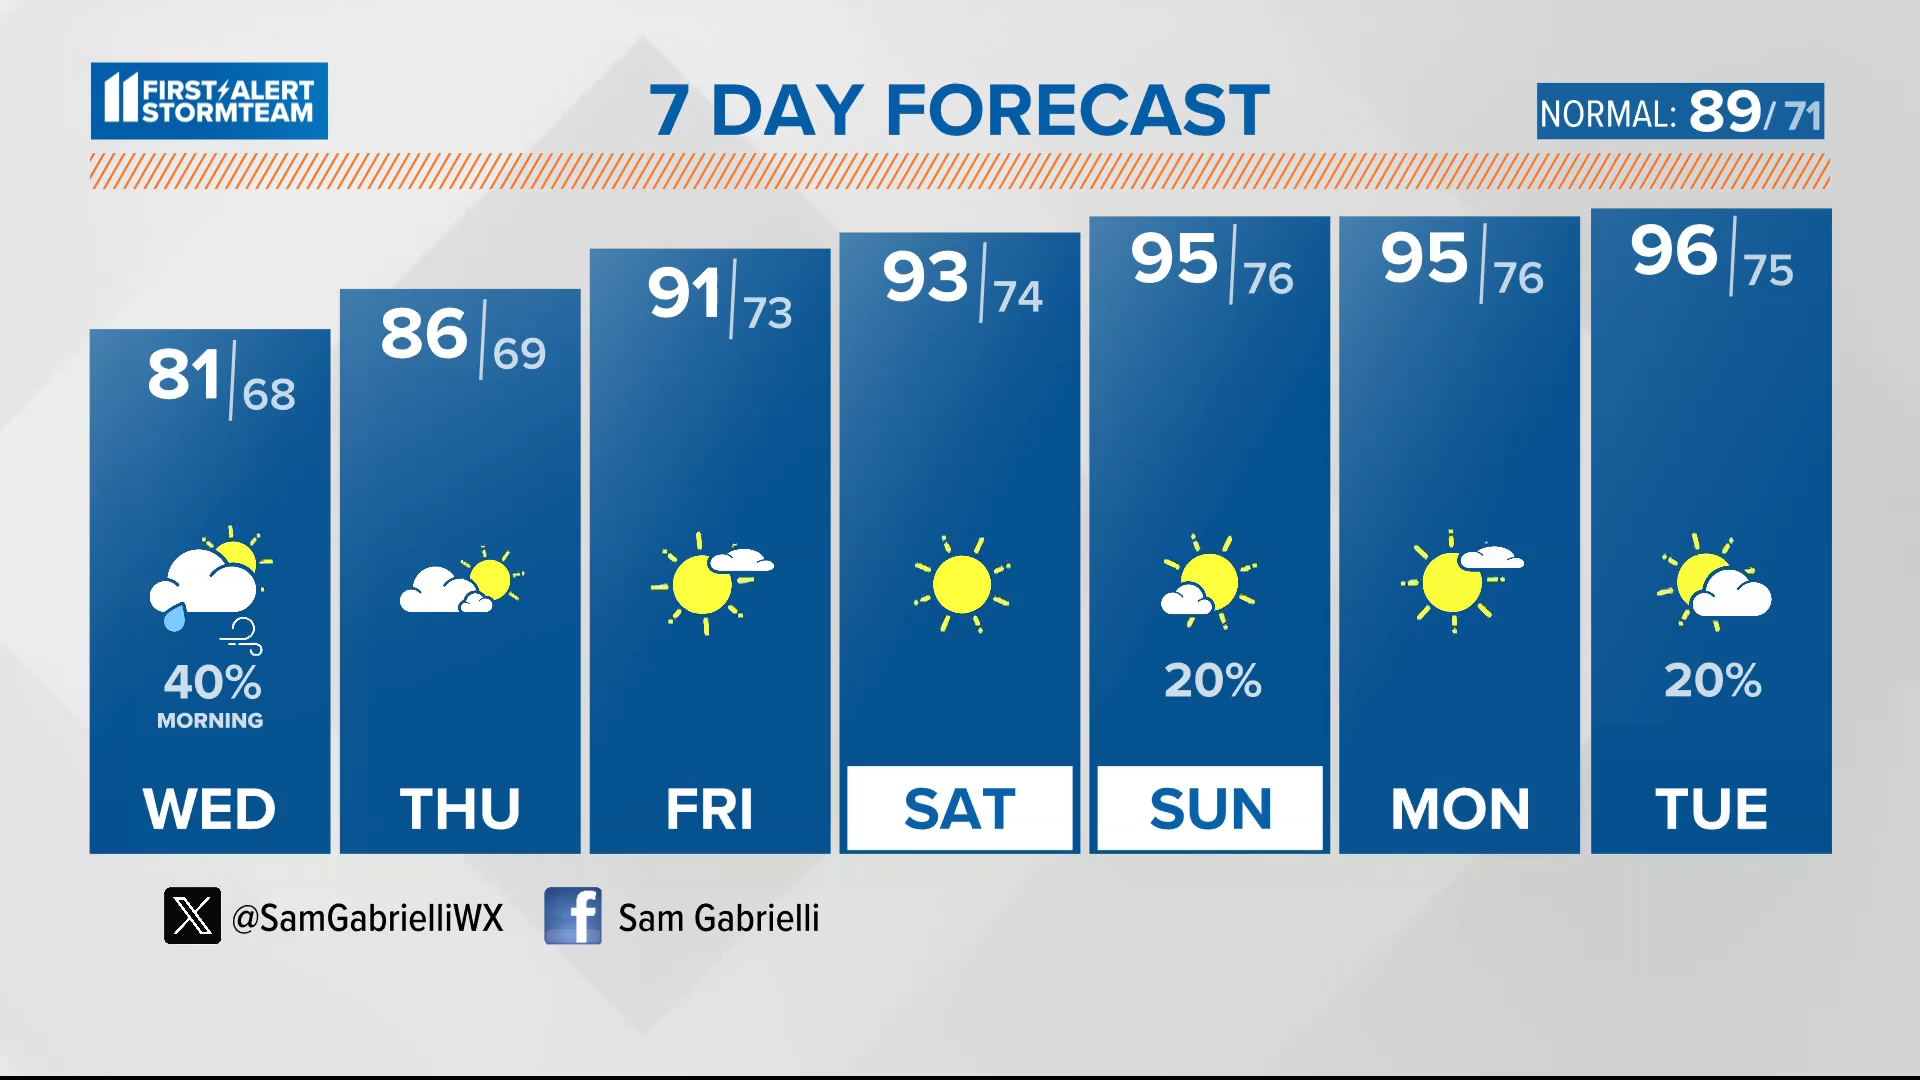 11 FIRST ALERT
STORMTEAM
7 DAY FORECAST
NORMAL: 89/71
81/68
86/69
91/73
93/74
95/76
95/76
96/75
40%
MORNING
20%
20%
WED
THU
FRI
SAT
SUN
MON
TUE
@SamGabrielliWX
f Sam Gabrielli